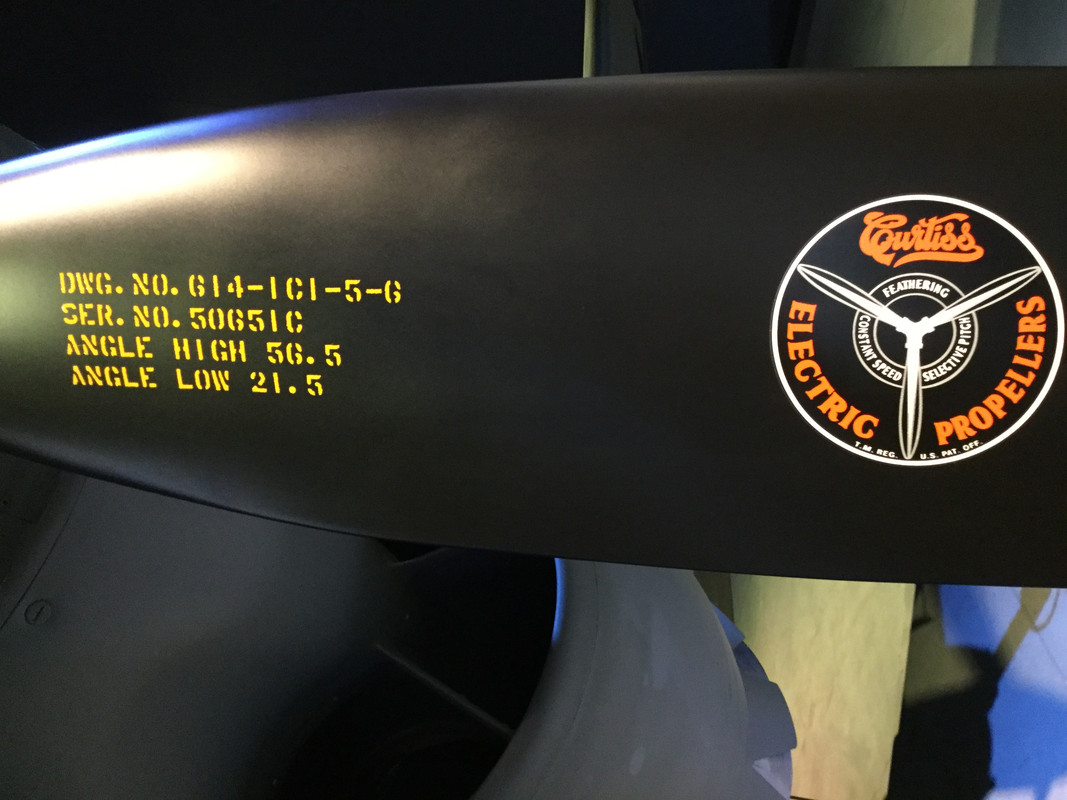 DWG. NO. 614-1C1-5-6
SER. NO. 50651C
ANGLE HIGH 56.5
ANGLE LOW 21.5
Curtiss
FEATHERING
CONSTANT SPEED
SELECTIVE PITCH
ELECTRIC
PROPELLERS
T.M. REG. U.S. PAT. OFF.